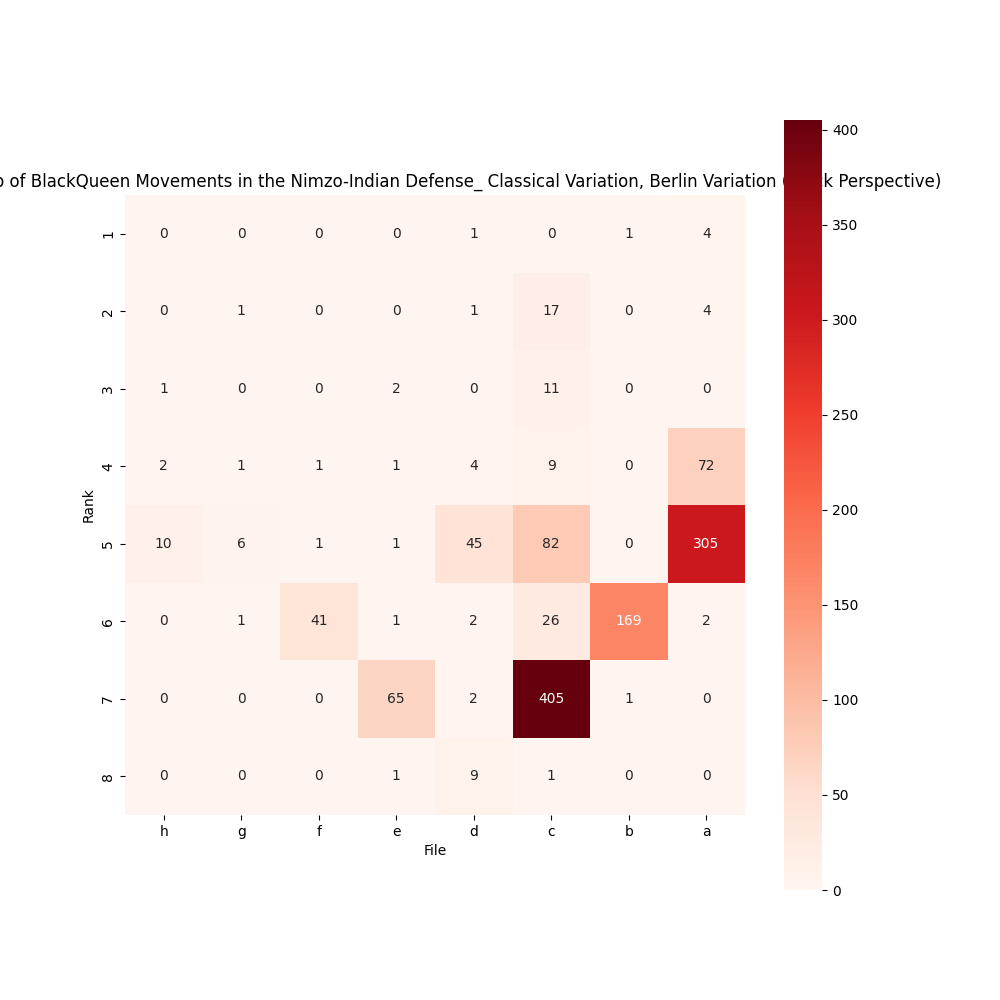 of BlackQueen Movements in the Nimzo-Indian Defense_ Classical Variation, Berlin Variation Perspective)
400
350
300
250
200
150
100
50
0
Rank
1 0 0 0 0 1 0 1 4
2 0 1 0 0 1 17 0 4
3 1 0 0 2 0 11 0 0
4 2 1 1 1 4 9 0 72
5 10 6 1 1 45 82 0 305
6 0 1 41 1 2 26 169 2
7 0 0 0 65 2 405 1 0
8 0 0 0 1 9 1 0 0
h g f e d c b a
File